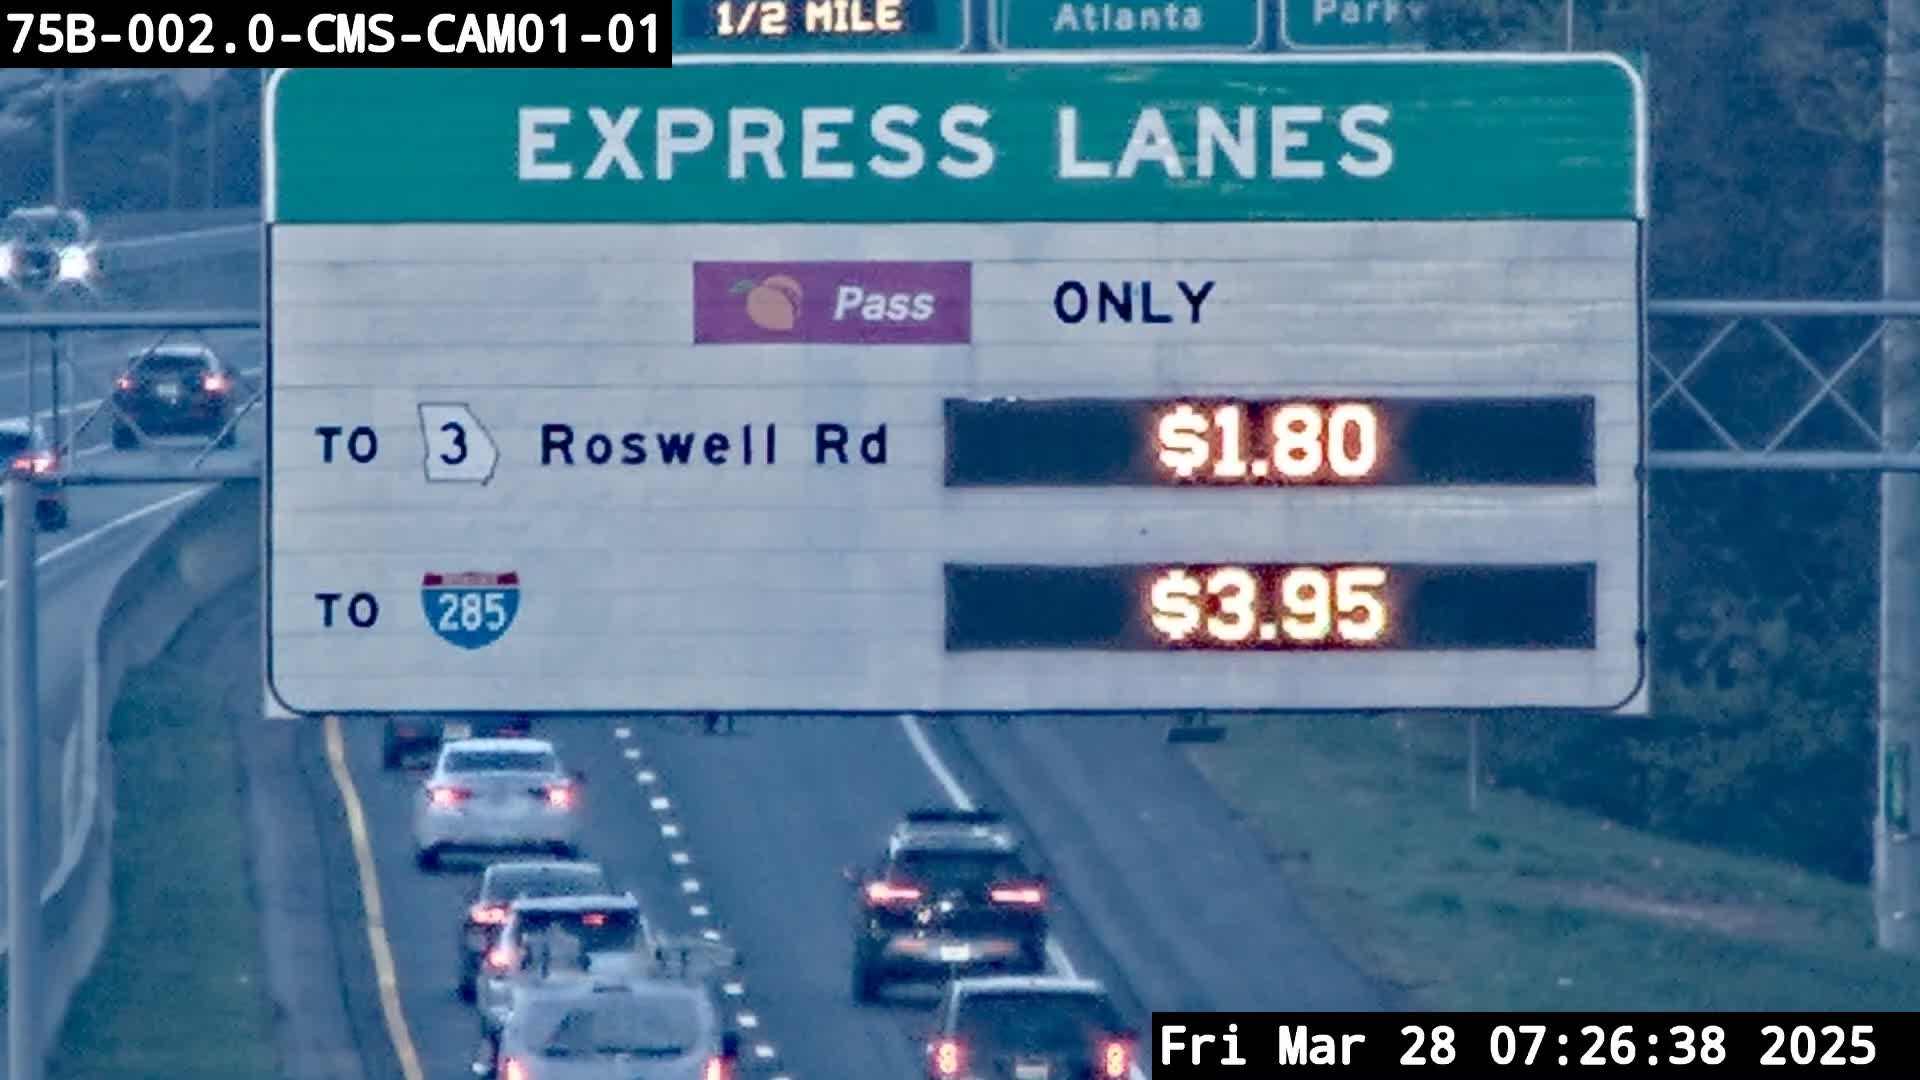 75B-002.0-CMS-CAM01-01
1/2 MILE
Atlanta
EXPRESS LANES
Pass ONLY
TO 3 Roswell Rd $1.80
TO 285 $3.95
Fri Mar 28 07:26:38 2025